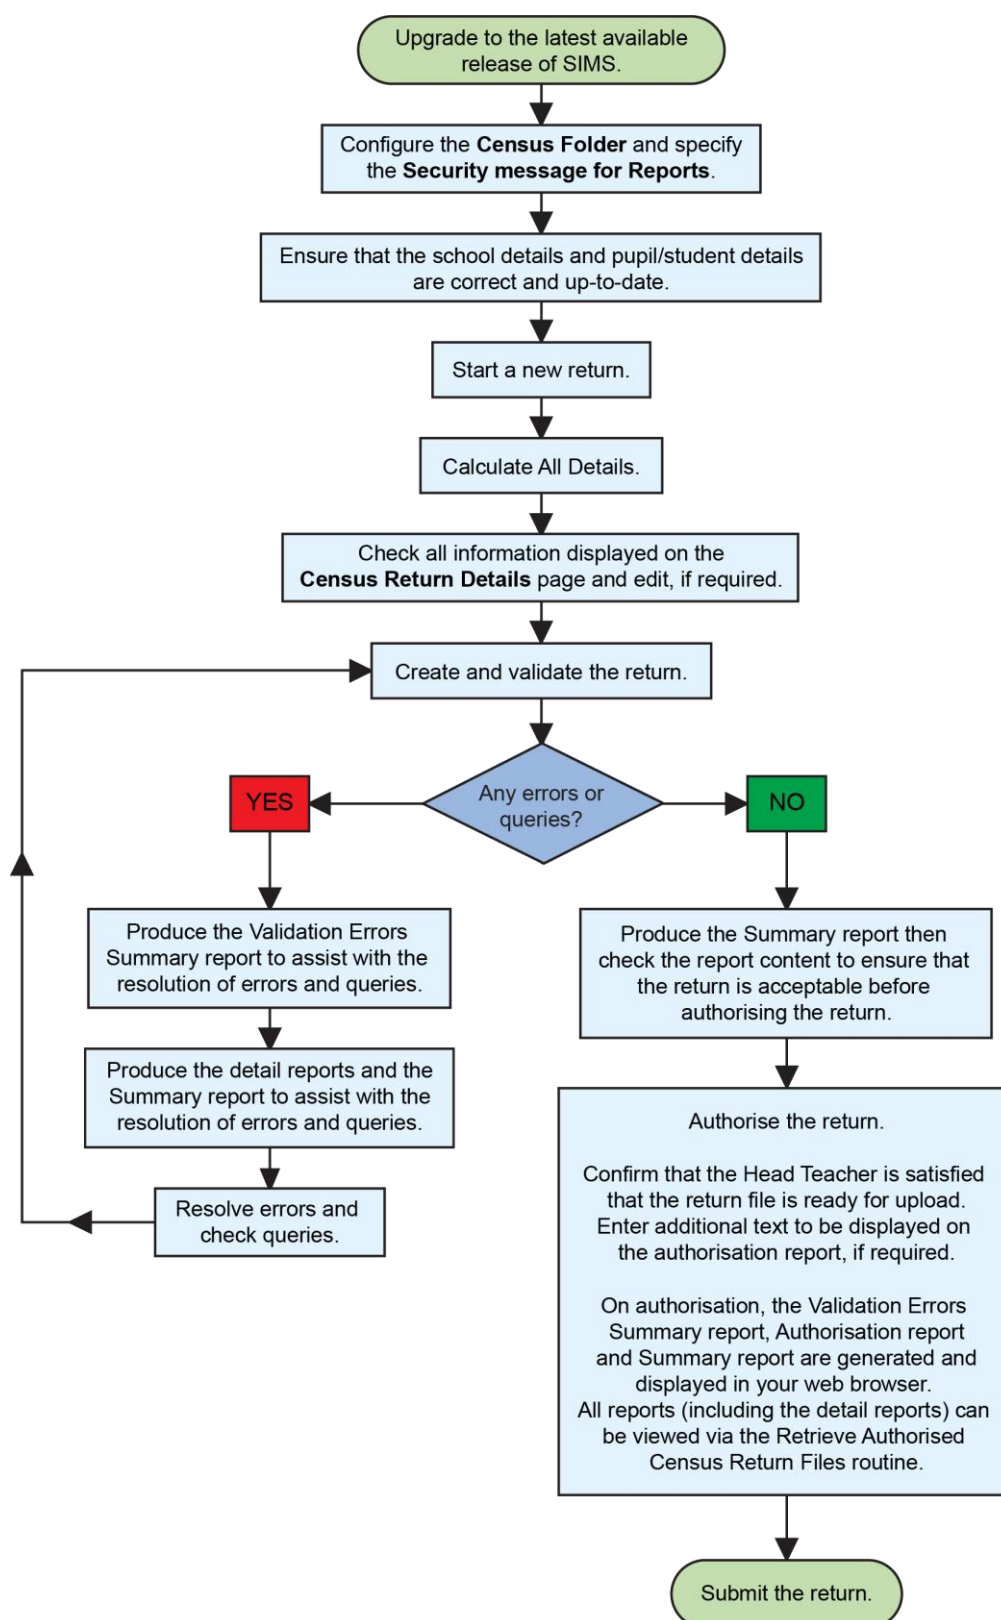 Upgrade to the latest available
release of SIMS.
Configure the Census Folder and specify
the Security message for Reports.
Ensure that the school details and pupil/student details
are correct and up-to-date.
Start a new return.
Calculate All Details.
Check all information displayed on the
Census Return Details page and edit, if required.
Create and validate the return.
Any errors or
queries?
YES
NO
Produce the Validation Errors
Summary report to assist with the
resolution of errors and queries.
Produce the detail reports and the
Summary report to assist with the
resolution of errors and queries.
Resolve errors and
check queries.
Produce the Summary report then
check the report content to ensure that
the return is acceptable before
authorising the return.
Authorise the return.
Confirm that the Head Teacher is satisfied
that the return file is ready for upload.
Enter additional text to be displayed on
the authorisation report, if required.
On authorisation, the Validation Errors
Summary report, Authorisation report
and Summary report are generated and
displayed in your web browser.
All reports (including the detail reports) can
be viewed via the Retrieve Authorised
Census Return Files routine.
Submit the return.